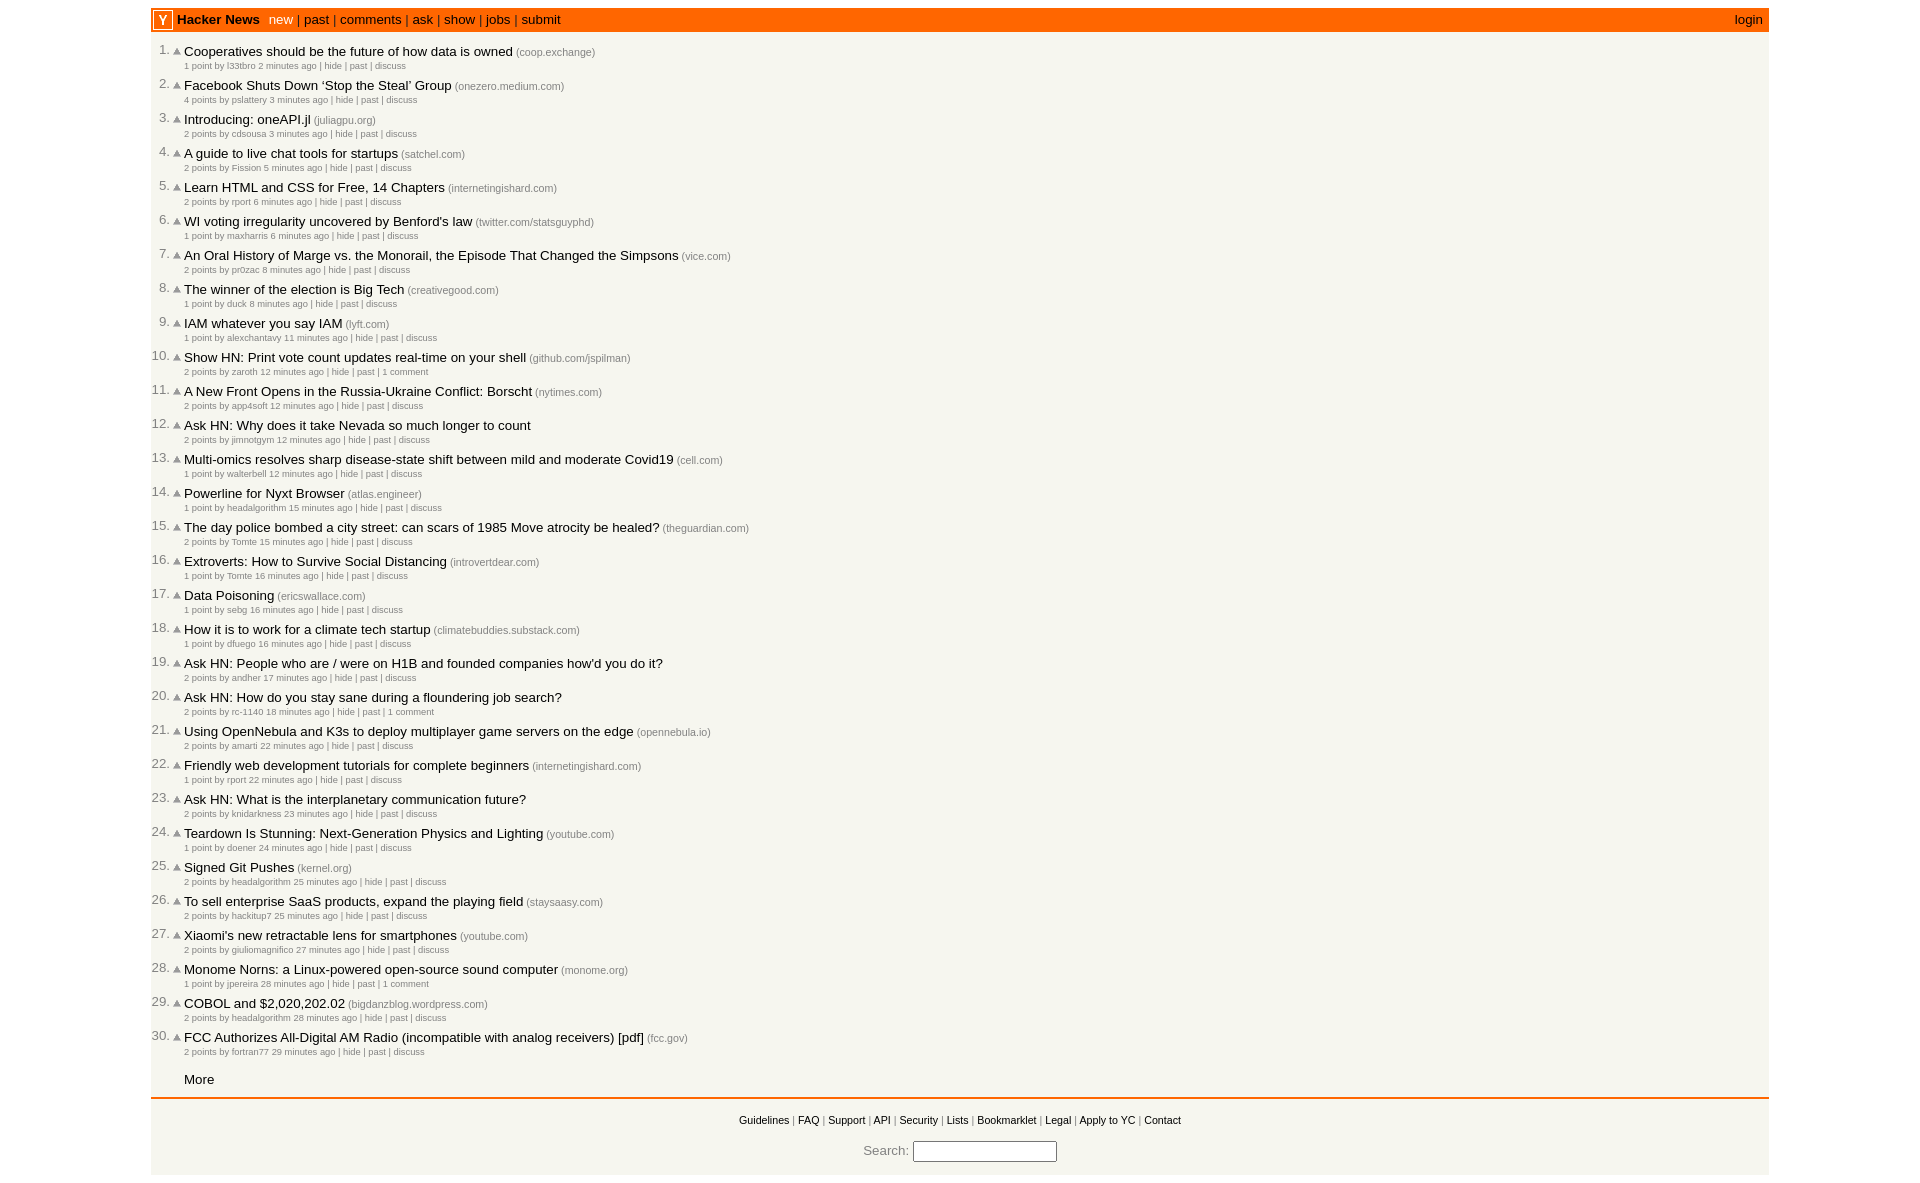 Y Hacker News new | past | comments | ask | show | jobs | submit login
1. Cooperatives should be the future of how data is owned (coop.exchange)
1 point by l33tbro 2 minutes ago | hide | past | discuss
2. Facebook Shuts Down ‘Stop the Steal’ Group (onezero.medium.com)
4 points by pslattery 3 minutes ago | hide | past | discuss
3. Introducing: oneAPI.jl (juliagpu.org)
2 points by cdsousa 3 minutes ago | hide | past | discuss
4. A guide to live chat tools for startups (satchel.com)
2 points by Fission 5 minutes ago | hide | past | discuss
5. Learn HTML and CSS for Free, 14 Chapters (internetingishard.com)
2 points by rport 6 minutes ago | hide | past | discuss
6. WI voting irregularity uncovered by Benford's law (twitter.com/statsguyphd)
1 point by maxharris 6 minutes ago | hide | past | discuss
7. An Oral History of Marge vs. the Monorail, the Episode That Changed the Simpsons (vice.com)
2 points by pr0zac 8 minutes ago | hide | past | discuss
8. The winner of the election is Big Tech (creativegood.com)
1 point by duck 8 minutes ago | hide | past | discuss
9. IAM whatever you say IAM (lyft.com)
1 point by alexchantavy 11 minutes ago | hide | past | discuss
10. Show HN: Print vote count updates real-time on your shell (github.com/jspilman)
2 points by zaroth 12 minutes ago | hide | past | 1 comment
11. A New Front Opens in the Russia-Ukraine Conflict: Borscht (nytimes.com)
2 points by app4soft 12 minutes ago | hide | past | discuss
12. Ask HN: Why does it take Nevada so much longer to count
2 points by jimnotgym 12 minutes ago | hide | past | discuss
13. Multi-omics resolves sharp disease-state shift between mild and moderate Covid19 (cell.com)
1 point by walterbell 12 minutes ago | hide | past | discuss
14. Powerline for Nyxt Browser (atlas.engineer)
1 point by headalgorithm 15 minutes ago | hide | past | discuss
15. The day police bombed a city street: can scars of 1985 Move atrocity be healed? (theguardian.com)
2 points by Tomte 15 minutes ago | hide | past | discuss
16. Extroverts: How to Survive Social Distancing (introvertdear.com)
1 point by Tomte 16 minutes ago | hide | past | discuss
17. Data Poisoning (ericswallace.com)
1 point by sebg 16 minutes ago | hide | past | discuss
18. How it is to work for a climate tech startup (climatebuddies.substack.com)
1 point by dfuego 16 minutes ago | hide | past | discuss
19. Ask HN: People who are / were on H1B and founded companies how'd you do it?
2 points by andher 17 minutes ago | hide | past | discuss
20. Ask HN: How do you stay sane during a floundering job search?
2 points by rc-1140 18 minutes ago | hide | past | 1 comment
21. Using OpenNebula and K3s to deploy multiplayer game servers on the edge (opennebula.io)
2 points by amarti 22 minutes ago | hide | past | discuss
22. Friendly web development tutorials for complete beginners (internetingishard.com)
1 point by rport 22 minutes ago | hide | past | discuss
23. Ask HN: What is the interplanetary communication future?
2 points by knidarkness 23 minutes ago | hide | past | discuss
24. Teardown Is Stunning: Next-Generation Physics and Lighting (youtube.com)
1 point by doener 24 minutes ago | hide | past | discuss
25. Signed Git Pushes (kernel.org)
2 points by headalgorithm 25 minutes ago | hide | past | discuss
26. To sell enterprise SaaS products, expand the playing field (staysaasy.com)
2 points by hackitup7 25 minutes ago | hide | past | discuss
27. Xiaomi's new retractable lens for smartphones (youtube.com)
2 points by giuliomagnifico 27 minutes ago | hide | past | discuss
28. Monome Norns: a Linux-powered open-source sound computer (monome.org)
1 point by jpereira 28 minutes ago | hide | past | 1 comment
29. COBOL and $2,020,202.02 (bigdanzblog.wordpress.com)
2 points by headalgorithm 28 minutes ago | hide | past | discuss
30. FCC Authorizes All-Digital AM Radio (incompatible with analog receivers) [pdf] (fcc.gov)
2 points by fortran77 29 minutes ago | hide | past | discuss
More
Guidelines | FAQ | Support | API | Security | Lists | Bookmarklet | Legal | Apply to YC | Contact
Search: